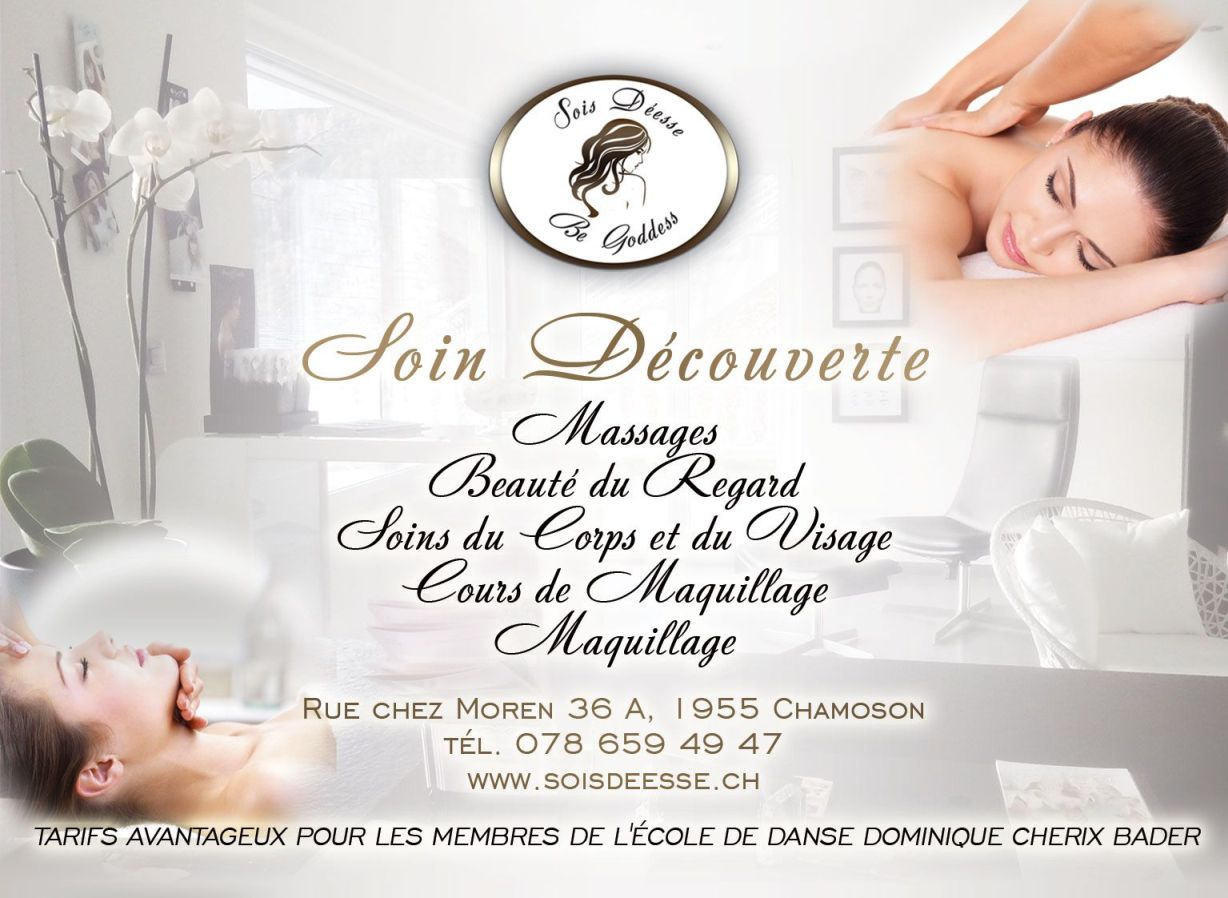 Sois Déesse
Be Goddess
Soin Découverte
Massages
Beauté du Regard
Soins du Corps et du Visage
Cours de Maquillage
Maquillage
RUE CHEZ MOREN 36 A, 1955 CHAMOSON
TÉL. 078 659 49 47
WWW.SOISDEESSE.CH
TARIFS AVANTAGEUX POUR LES MEMBRES DE L'ÉCOLE DE DANSE DOMINIQUE CHERIX BADER